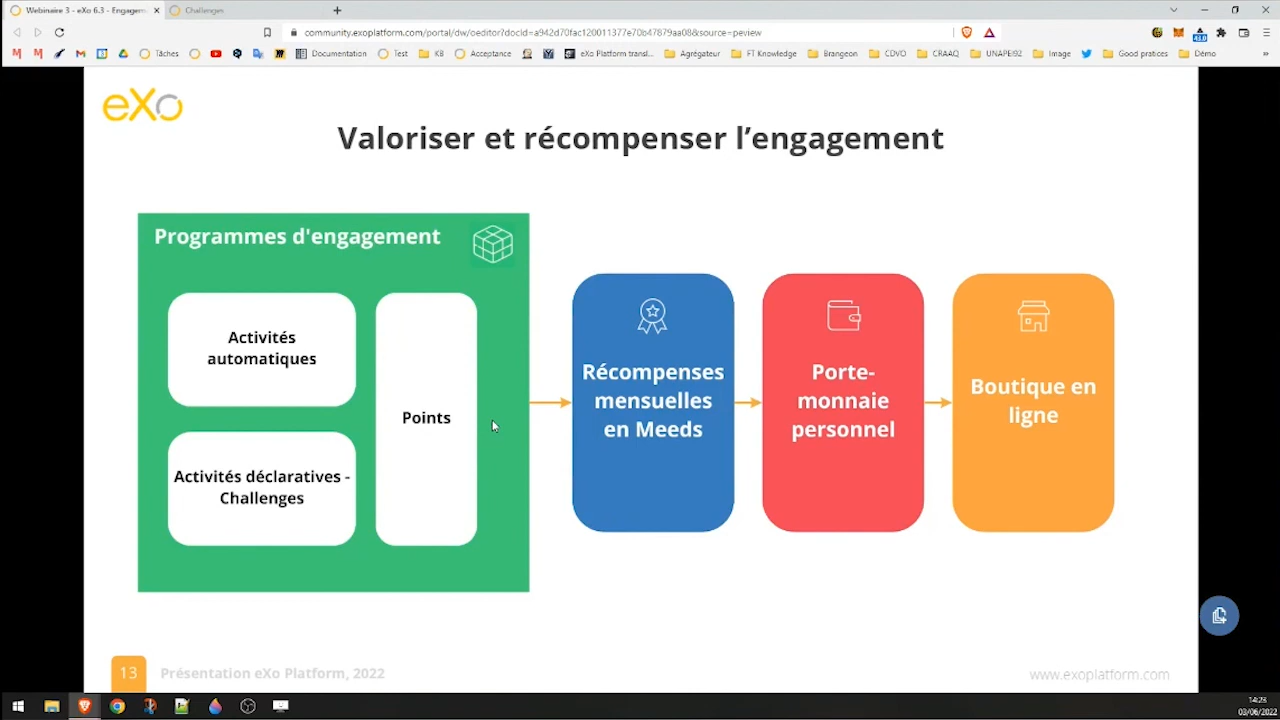 Webinaire 3 - eXo 6.3 - Engagem
Challenges
community.exoplatform.com/portal/dw/oeditor?docId=a942d70fac120011377e70b47879aa08&source=peview
Tâches
Documentation
Test
KB
Acceptance
eXo Platform transl...
Agrégateur
FT Knowledge
Brangeon
CDVO
CRAAQ
UNAPEI92
Image
Good pratices
Démo
eXo
Valoriser et récompenser l'engagement
Programmes d'engagement
Activités
automatiques
Points
Activités déclaratives -
Challenges
Récompenses
mensuelles
en Meeds
Porte-
monnaie
personnel
Boutique en
ligne
13
Présentation eXo Platform, 2022
www.exoplatform.com
14:23
03/06/2022